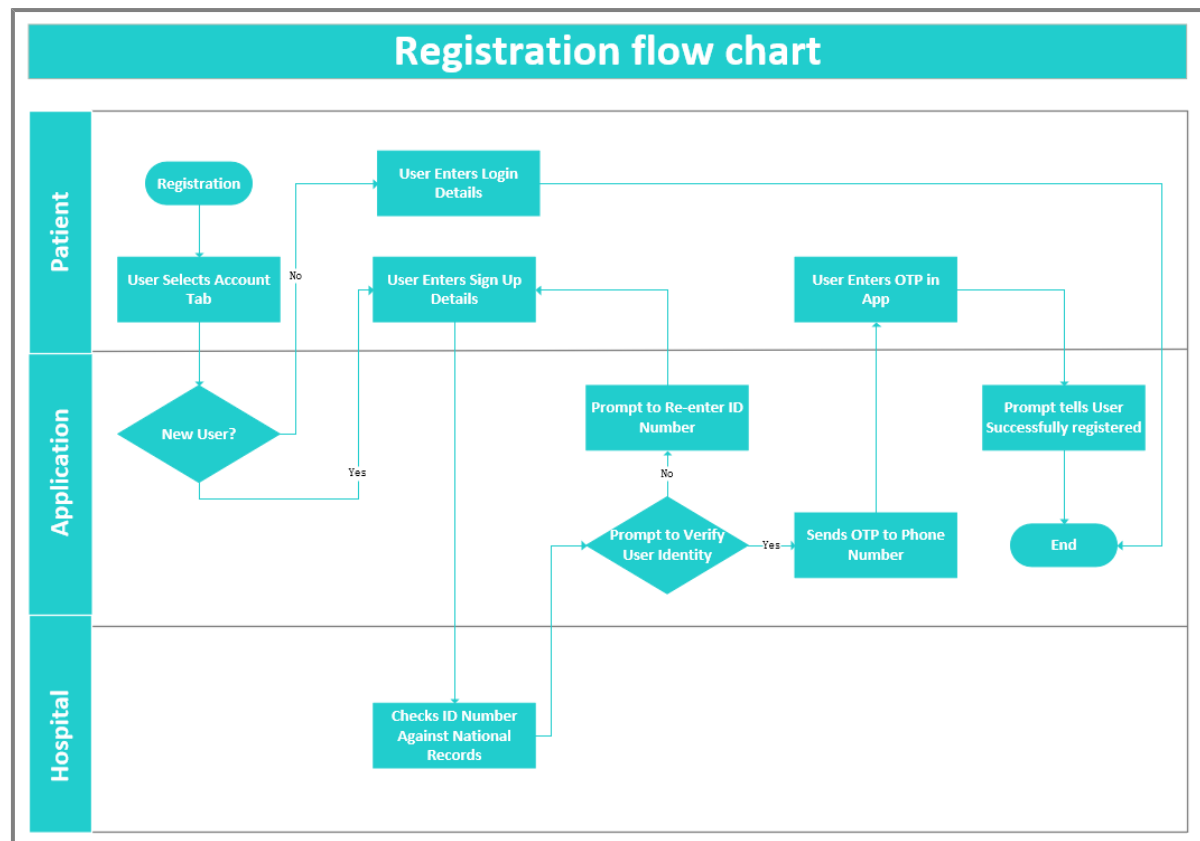 Registration flow chart
Patient
Registration
User Enters Login
Details
User Selects Account
Tab
No
User Enters Sign Up
Details
User Enters OTP in
App
Application
New User?
Yes
Prompt to Re-enter ID
Number
No
Prompt to Verify
User Identity
Yes
Sends OTP to Phone
Number
Prompt tells User
Successfully registered
End
Hospital
Checks ID Number
Against National
Records